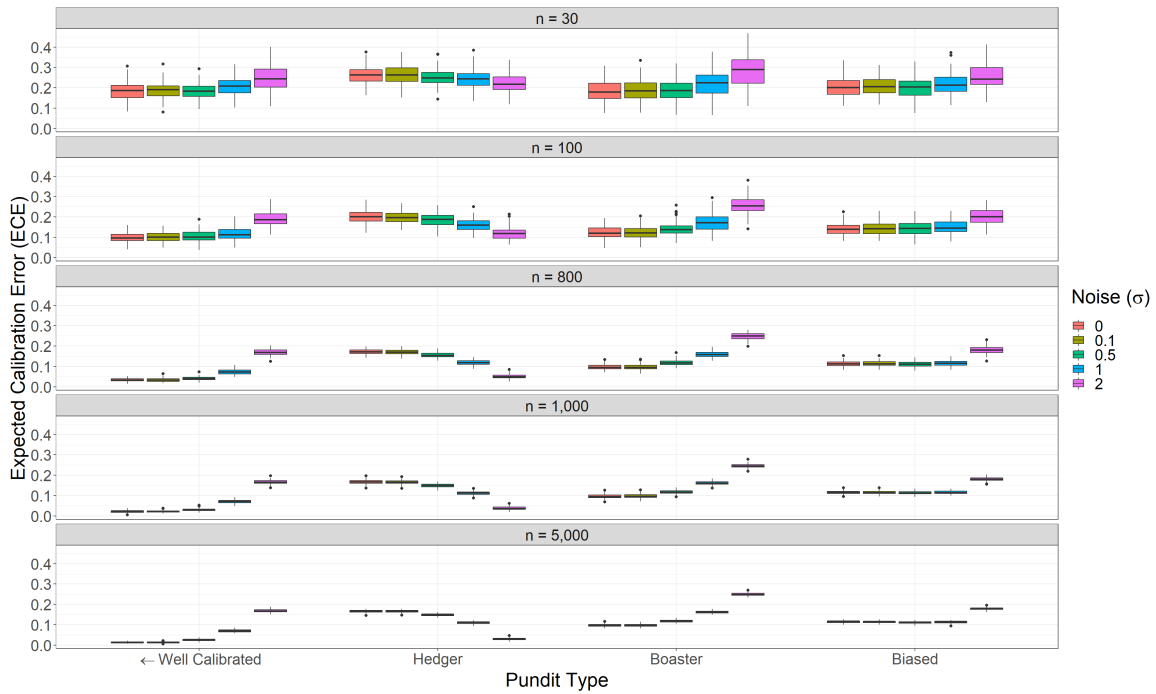 n = 30
0.4
0.3
0.2
0.1
0.0
n = 100
0.4
0.3
0.2
0.1
0.0
n = 800
0.4
0.3
0.2
0.1
0.0
n = 1,000
0.4
0.3
0.2
0.1
0.0
n = 5,000
0.4
0.3
0.2
0.1
0.0
Expected Calibration Error (ECE)
← Well Calibrated
Hedger
Boaster
Biased
Pundit Type
Noise (σ)
0
0.1
0.5
1
2